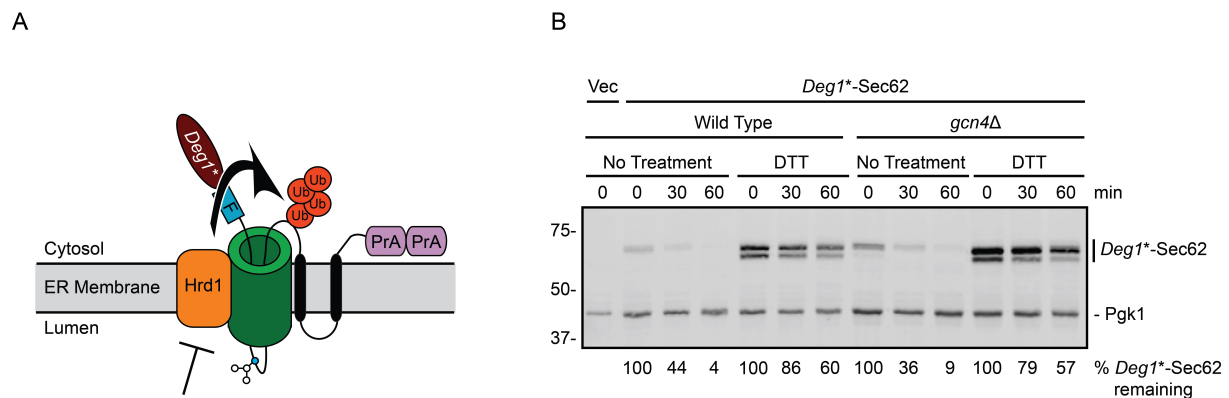 A
B
Deg1*
F
Ub
Ub
Ub
Ub
PrA PrA
Cytosol
ER Membrane
Hrd1
Lumen
Vec Deg1*-Sec62
Wild Type gcn4Δ
No Treatment DTT No Treatment DTT
0 0 30 60 0 30 60 0 30 60 0 30 60 min
75-
50-
37-
Deg1*-Sec62
- Pgk1
100 44 4 100 86 60 100 36 9 100 79 57 % Deg1*-Sec62
remaining